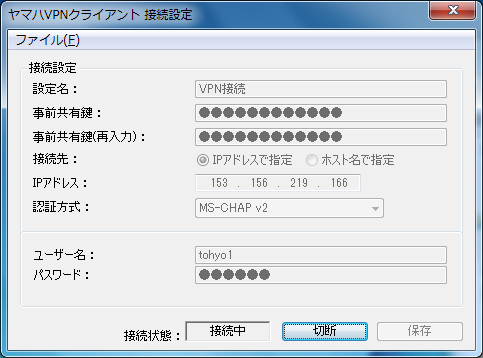 ヤマハVPNクライアント 接続設定
ファイル(F)
接続設定
設定名： VPN接続
事前共有鍵： ●●●●●●●●●●●●
事前共有鍵(再入力)： ●●●●●●●●●●●●
接続先： IPアドレスで指定 ホスト名で指定
IPアドレス： 153 . 156 . 219 . 166
認証方式： MS-CHAP v2
ユーザー名： tohyo1
パスワード： ●●●●●●
接続状態： 接続中 切断 保存